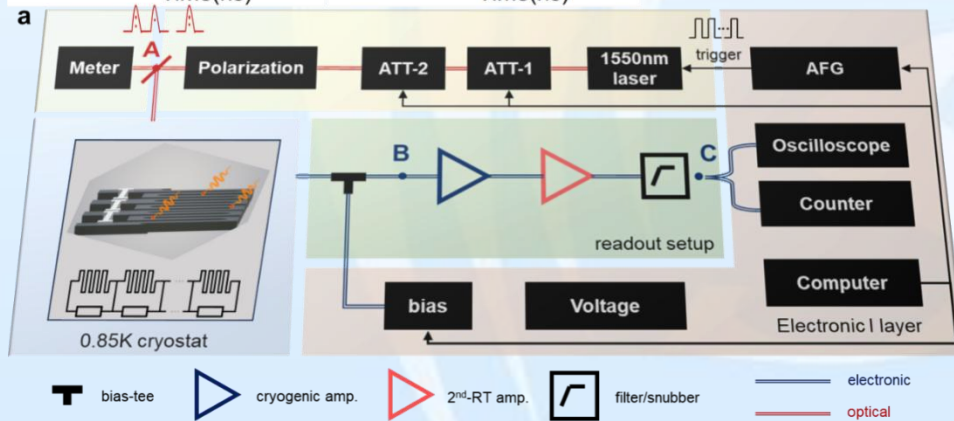 a
A
Meter
Polarization
ATT-2
ATT-1
1550nm
laser
trigger
AFG
B
C
Oscilloscope
Counter
readout setup
Computer
bias
Voltage
Electronic I layer
0.85K cryostat
bias-tee
cryogenic amp.
2nd-RT amp.
filter/snubber
electronic
optical